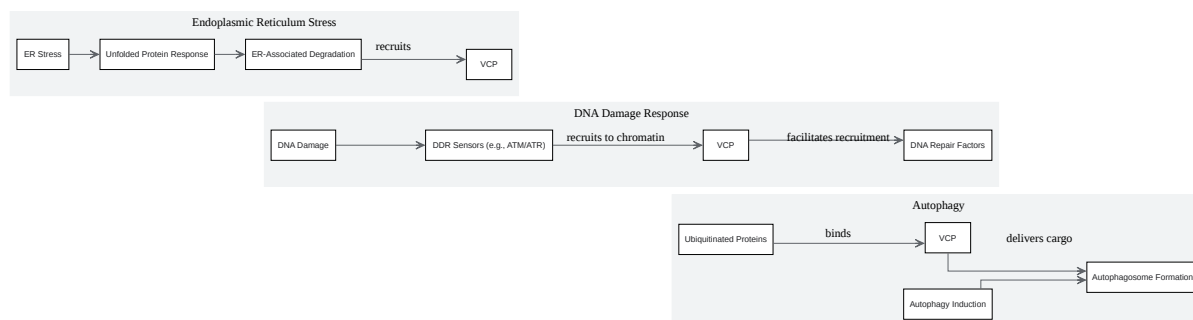 Endoplasmic Reticulum Stress
ER Stress
Unfolded Protein Response
ER-Associated Degradation
recruits
VCP
DNA Damage Response
DNA Damage
DDR Sensors (e.g., ATM/ATR)
recruits to chromatin
VCP
facilitates recruitment
DNA Repair Factors
Autophagy
Ubiquitinated Proteins
binds
VCP
delivers cargo
Autophagosome Formation
Autophagy Induction